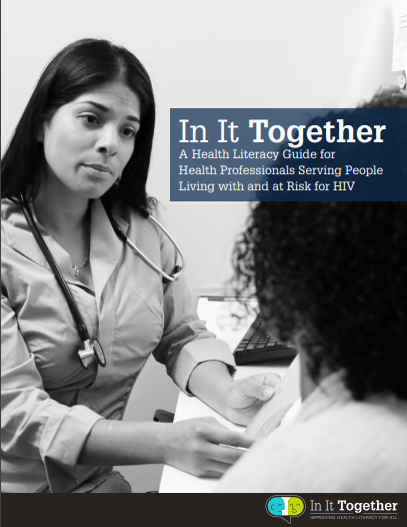 In It Together
A Health Literacy Guide for
Health Professionals Serving People
Living with and at Risk for HIV
In It Together
IMPROVING HEALTH LITERACY FOR ALL